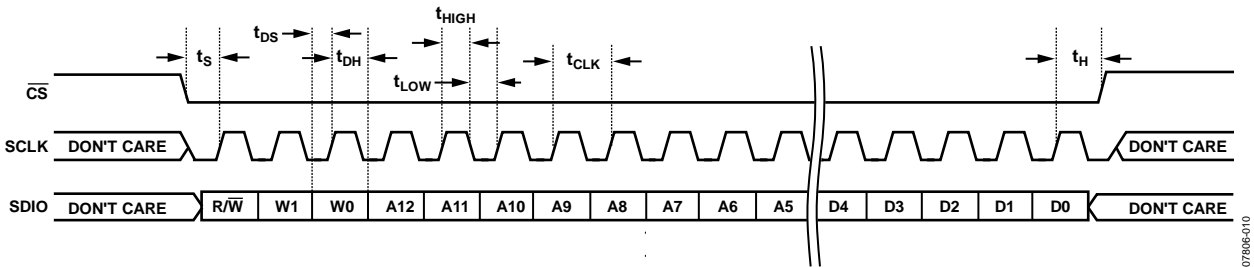 tHIGH
tDS
tS
tDH
tCLK
tH
tLOW
CS
SCLK
DON'T CARE
DON'T CARE
SDIO
DON'T CARE
R/W
W1
W0
A12
A11
A10
A9
A8
A7
A6
A5
D4
D3
D2
D1
D0
DON'T CARE
07806-010